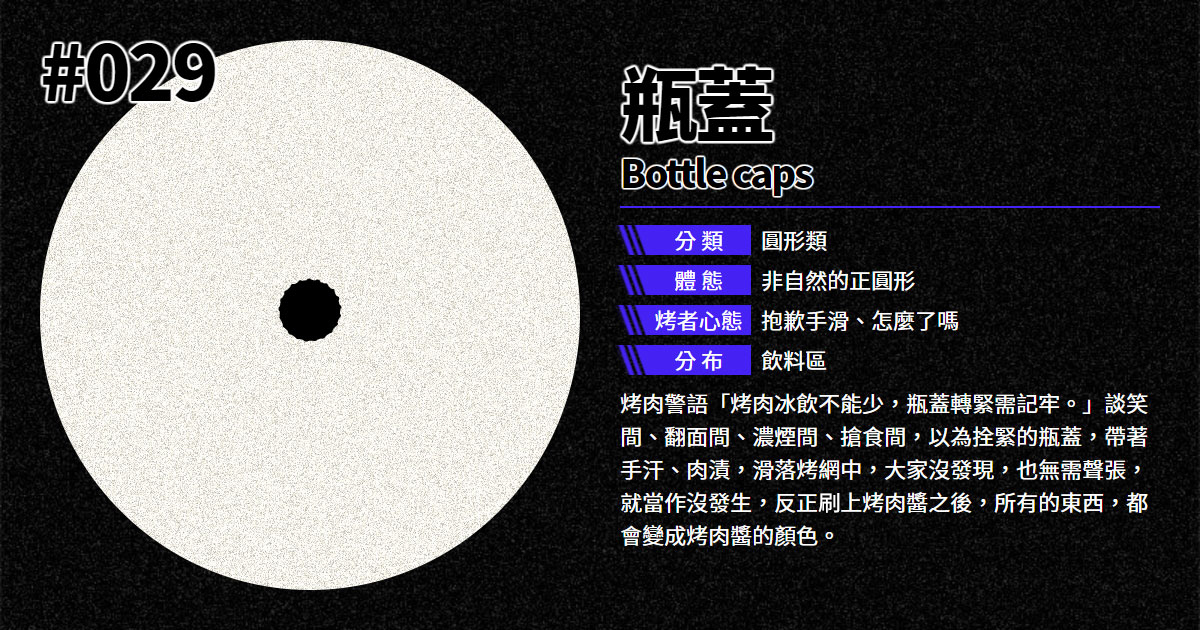 #029
瓶蓋
Bottle caps
分類 圓形類
體態 非自然的正圓形
烤者心態 抱歉手滑、怎麼了嗎
分布 飲料區
烤肉警語「烤肉冰飲不能少，瓶蓋轉緊需記牢。」談笑
間、翻面間、濃煙間、搶食間，以為拴緊的瓶蓋，帶著
手汗、肉漬，滑落烤網中，大家沒發現，也無需聲張，
就當作沒發生，反正刷上烤肉醬之後，所有的東西，都
會變成烤肉醬的顏色。